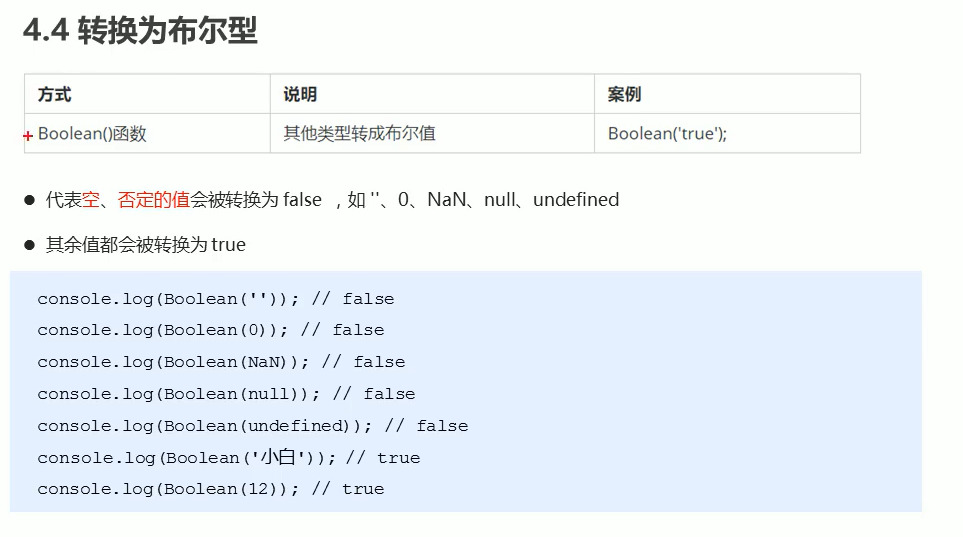 4.4 转换为布尔型
方式 说明 案例
Boolean()函数 其他类型转成布尔值 Boolean('true');
● 代表空、否定的值会被转换为 false ，如 ''、0、NaN、null、undefined
● 其余值都会被转换为 true
console.log(Boolean('')); // false
console.log(Boolean(0)); // false
console.log(Boolean(NaN)); // false
console.log(Boolean(null)); // false
console.log(Boolean(undefined)); // false
console.log(Boolean('小白')); // true
console.log(Boolean(12)); // true